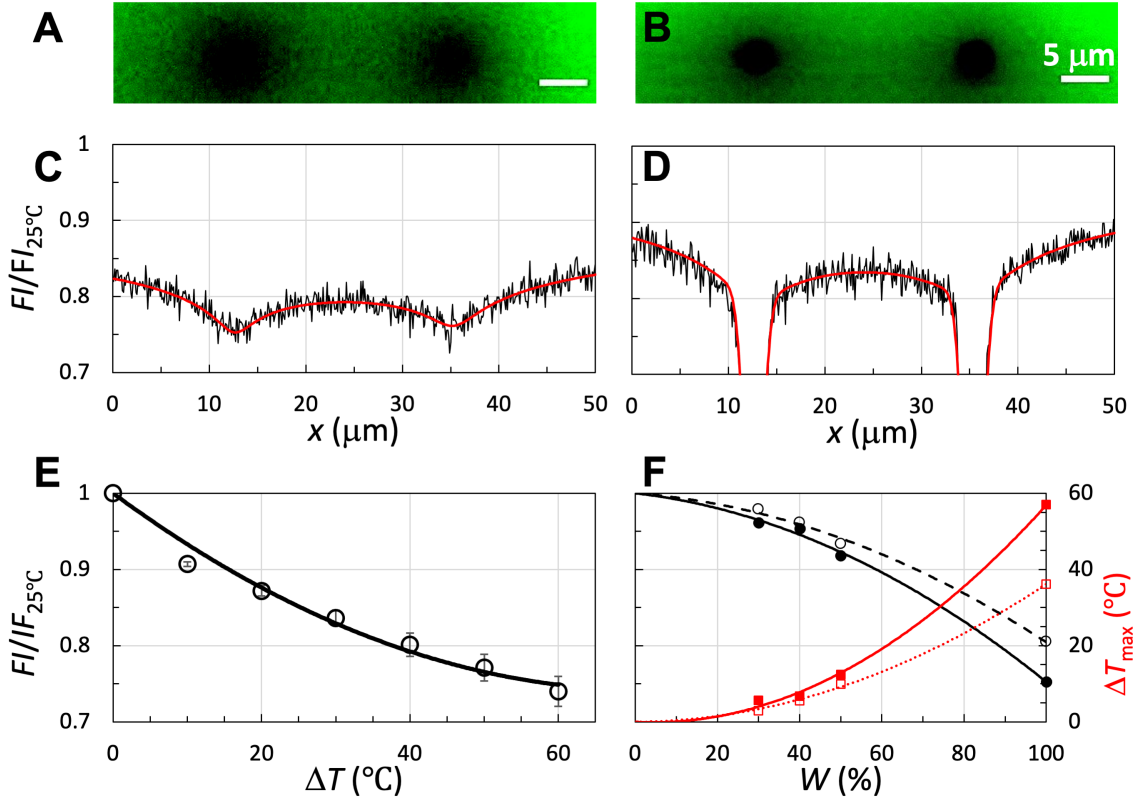 A
B
5 μm
C
D
1
0.9
0.8
0.7
FI/FI25°C
0 10 20 30 40 50
x (μm)
0 10 20 30 40 50
x (μm)
E
F
1
0.9
0.8
0.7
FI/IF25°C
0 20 40 60
ΔT (°C)
0 20 40 60 80 100
W (%)
60
40
20
0
ΔTmax (°C)